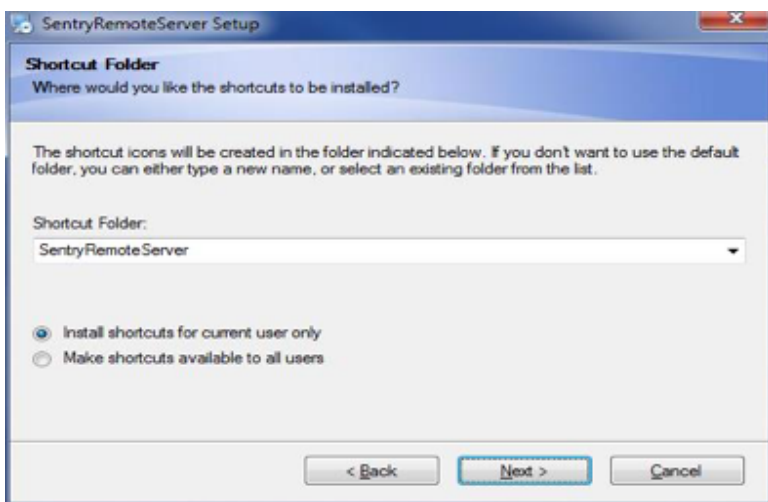 SentryRemoteServer Setup
Shortcut Folder
Where would you like the shortcuts to be installed?
The shortcut icons will be created in the folder indicated below. If you don't want to use the default
folder, you can either type a new name, or select an existing folder from the list.
Shortcut Folder:
SentryRemoteServer
Install shortcuts for current user only
Make shortcuts available to all users
< Back
Next >
Cancel